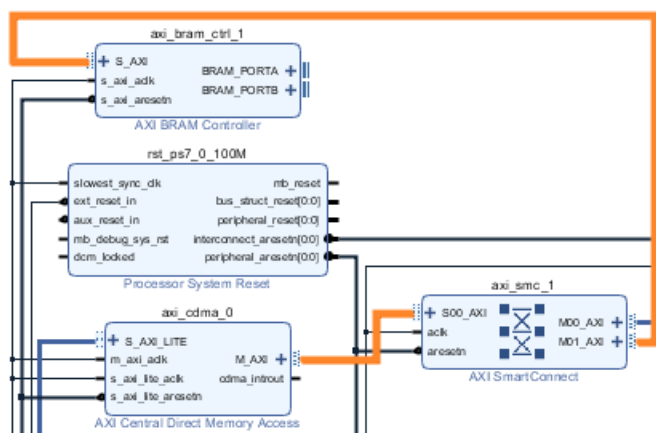 axi_bram_ctrl_1
S_AXI
s_axi_aclk
s_axi_aresetn
BRAM_PORTA
BRAM_PORTB
AXI BRAM Controller
rst_ps7_0_100M
slowest_sync_clk
ext_reset_in
aux_reset_in
mb_debug_sys_rst
dcm_locked
mb_reset
bus_struct_reset[0:0]
peripheral_reset[0:0]
interconnect_aresetn[0:0]
peripheral_aresetn[0:0]
Processor System Reset
axi_cdma_0
S_AXI_LITE
m_axi_aclk
s_axi_lite_aclk
s_axi_lite_aresetn
M_AXI
cdma_introut
AXI Central Direct Memory Access
axi_smc_1
S00_AXI
aclk
aresetn
M00_AXI
M01_AXI
AXI SmartConnect